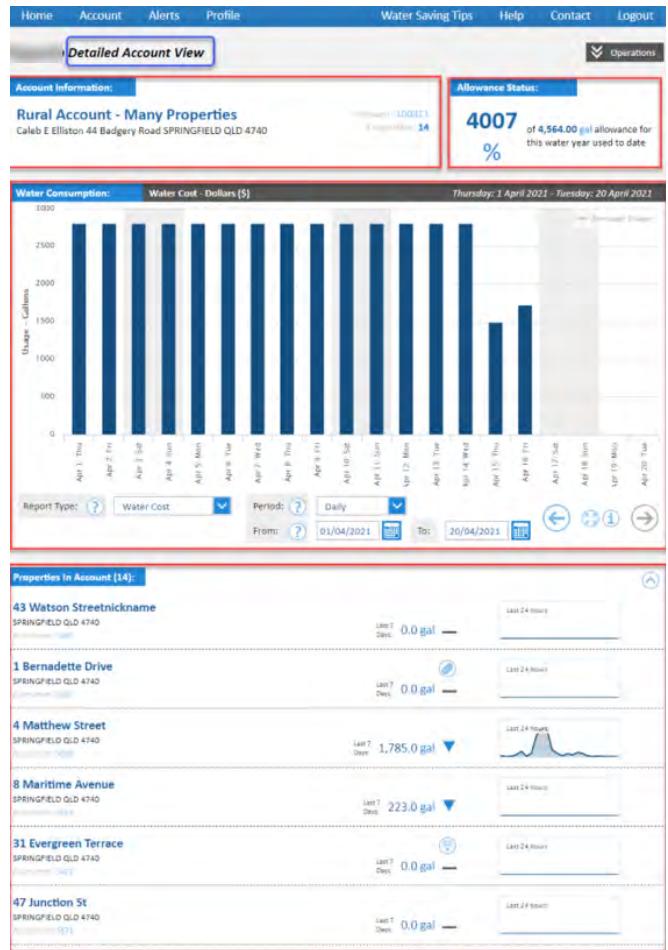 Home Account Alerts Profile Water Saving Tips Help Contact Logout
Detailed Account View
Operations
Account Information:
Rural Account - Many Properties
Caleb E Elliston 44 Badgery Road SPRINGFIELD QLD 4740
14
Allowance Status:
4007 %
of 4,564.00 gal allowance for
this water year used to date
Water Consumption: Water Cost - Dollars ($) Thursday: 1 April 2021 - Tuesday: 20 April 2021
2500
2000
1500
1000
0
Usage - Gallons
Apr 1: Thu
Apr 2: Fri
Apr 3: Sat
Apr 4: Sun
Apr 5: Mon
Apr 6: Tue
Apr 7: Wed
Apr 8: Thu
Apr 9: Fri
Apr 10: Sat
Apr 11: Sun
Apr 12: Mon
Apr 13: Tue
Apr 14: Wed
Apr 15: Thu
Apr 16: Fri
Apr 17: Sat
Apr 18: Sun
Apr 19: Mon
Apr 20: Tue
Report Type: ? Water Cost Period: ? Daily
From: ? 01/04/2021 To: 20/04/2021
Properties In Account (14):
43 Watson Streetnickname
SPRINGFIELD QLD 4740
Last 7 Days: 0.0 gal
Last 24 hours
1 Bernadette Drive
SPRINGFIELD QLD 4740
Last 7 Days: 0.0 gal
Last 24 hours
4 Matthew Street
SPRINGFIELD QLD 4740
Last 7 Days: 1,785.0 gal
Last 24 hours
8 Maritime Avenue
SPRINGFIELD QLD 4740
Last 7 Days: 223.0 gal
Last 24 hours
31 Evergreen Terrace
SPRINGFIELD QLD 4740
Last 7 Days: 0.0 gal
Last 24 hours
47 Junction St
SPRINGFIELD QLD 4740
Last 7 Days: 0.0 gal
Last 24 hours